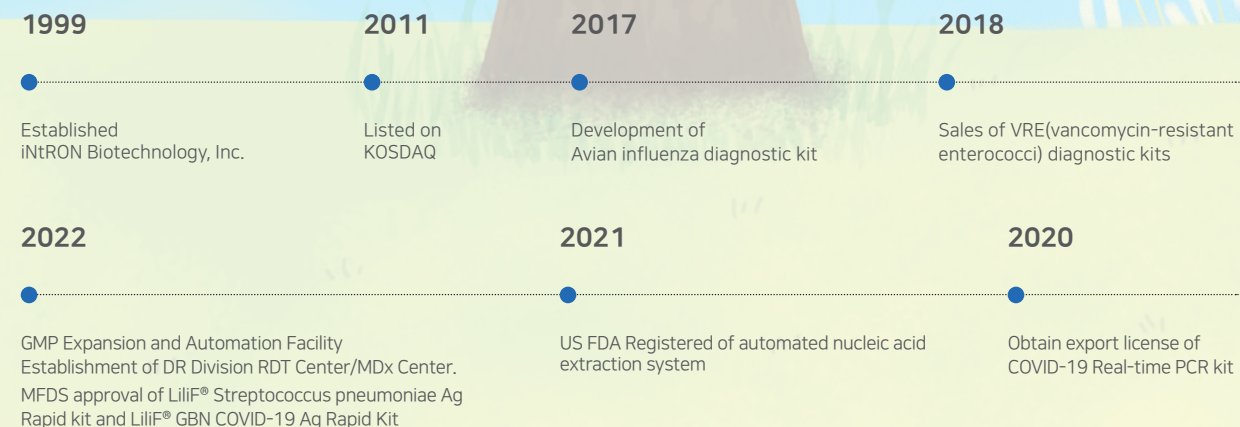 1999
Established
iNtRON Biotechnology, Inc.
2011
Listed on
KOSDAQ
2017
Development of
Avian influenza diagnostic kit
2018
Sales of VRE(vancomycin-resistant
enterococci) diagnostic kits
2022
GMP Expansion and Automation Facility
Establishment of DR Division RDT Center/MDx Center.
MFDS approval of LiliF® Streptococcus pneumoniae Ag
Rapid kit and LiliF® GBN COVID-19 Ag Rapid Kit
2021
US FDA Registered of automated nucleic acid
extraction system
2020
Obtain export license of
COVID-19 Real-time PCR kit